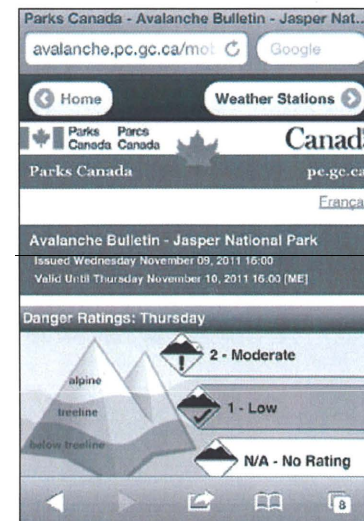 Parks Canada - Avalanche Bulletin - Jasper Nat...
avalanche.pc.gc.ca/mob
Google
Home
Weather Stations
Parks Parcs
Canada Canada
Canad
Parks Canada
pc.gc.ca
Françai
Avalanche Bulletin - Jasper National Park
Issued Wednesday November 09, 2011 16:00
Valid Until Thursday November 10, 2011 16:00 [ME]
Danger Ratings: Thursday
2 - Moderate
alpine
1 - Low
treeline
below treeline
N/A - No Rating
8